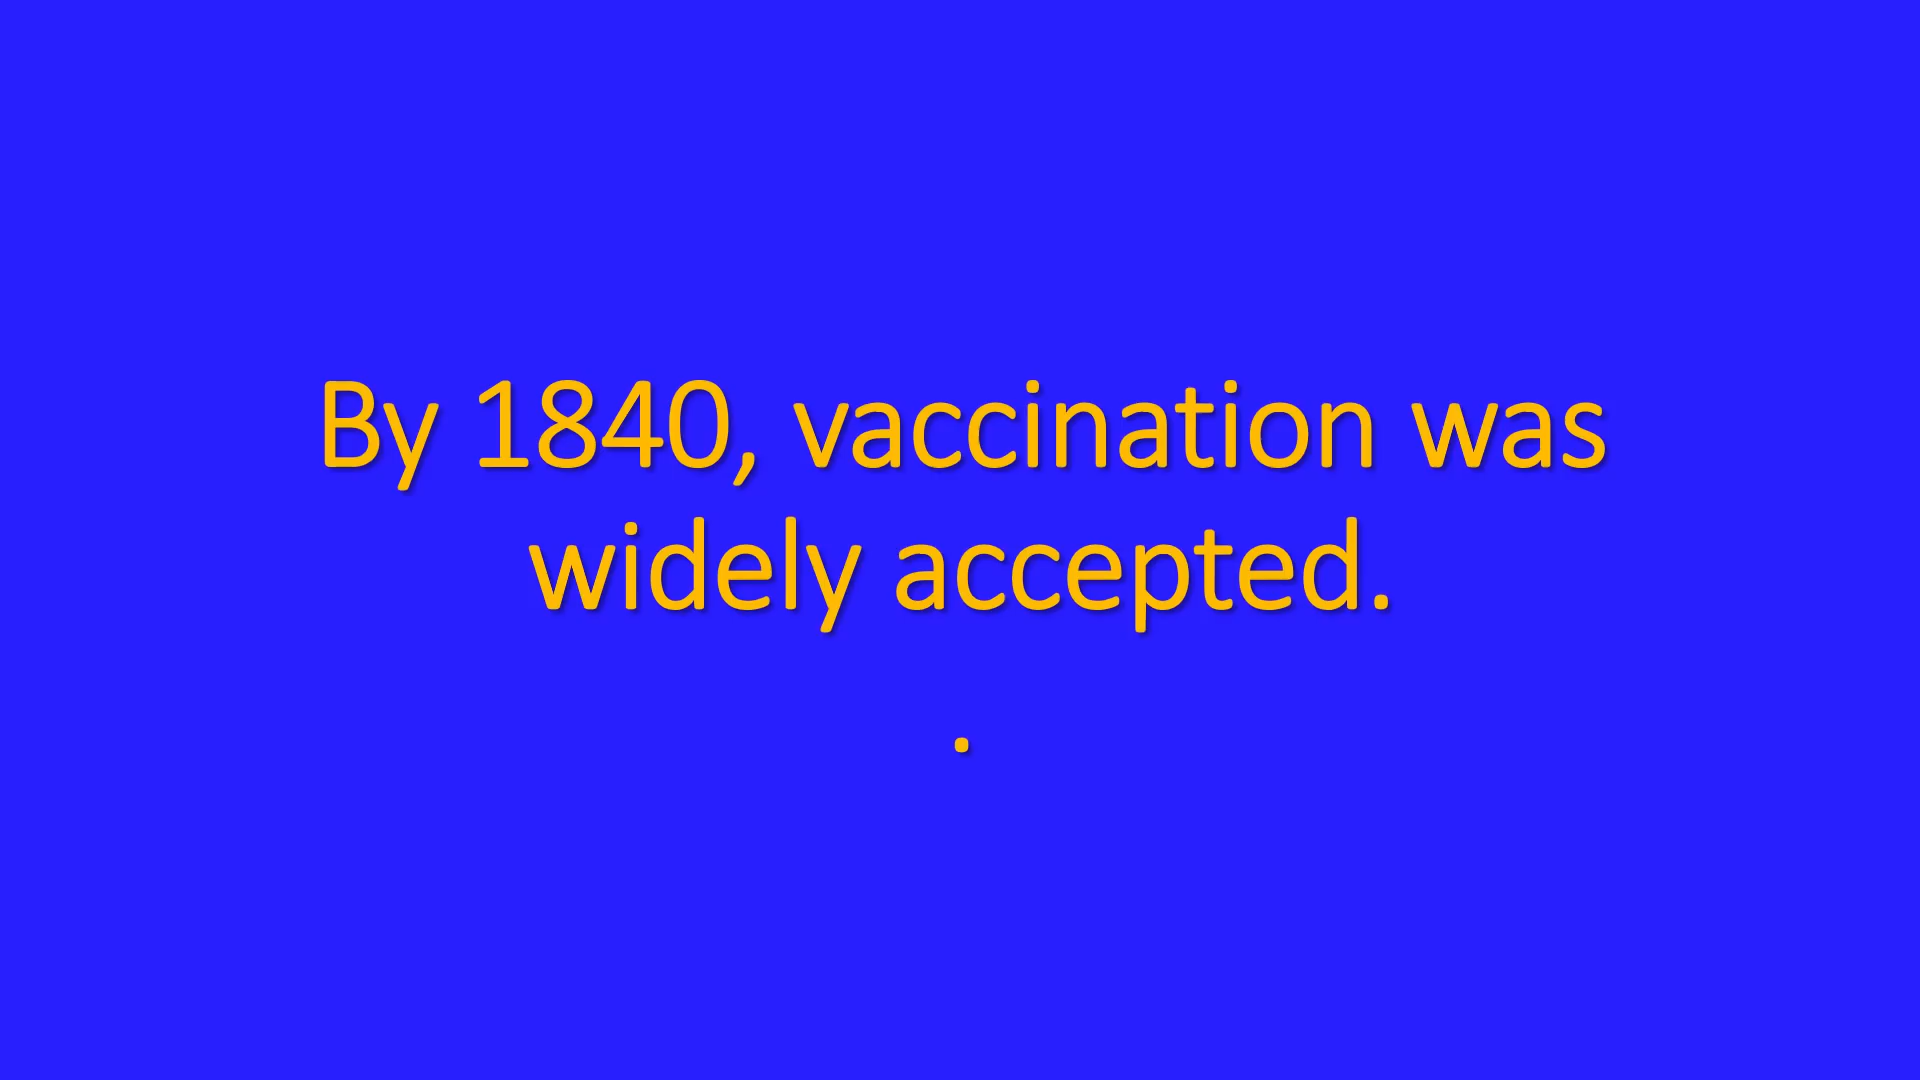 By 1840, vaccination was
widely accepted.
.